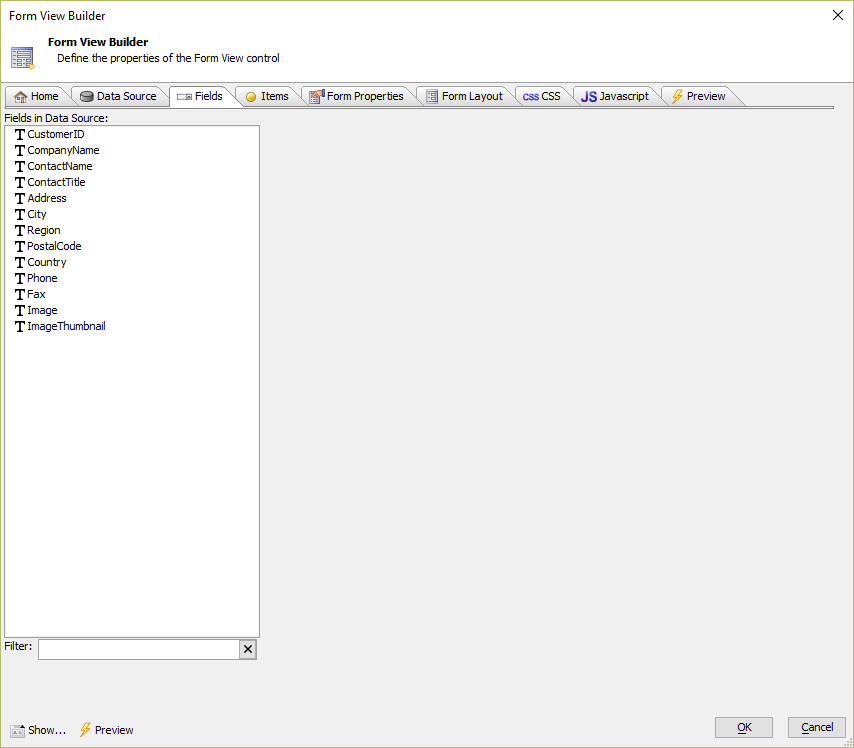 Form View Builder
Form View Builder
Define the properties of the Form View control
Home Data Source Fields Items Form Properties Form Layout CSS CSS JS Javascript Preview
Fields in Data Source:
T CustomerID
T CompanyName
T ContactName
T ContactTitle
T Address
T City
T Region
T PostalCode
T Country
T Phone
T Fax
T Image
T ImageThumbnail
Filter:
Show... Preview OK Cancel